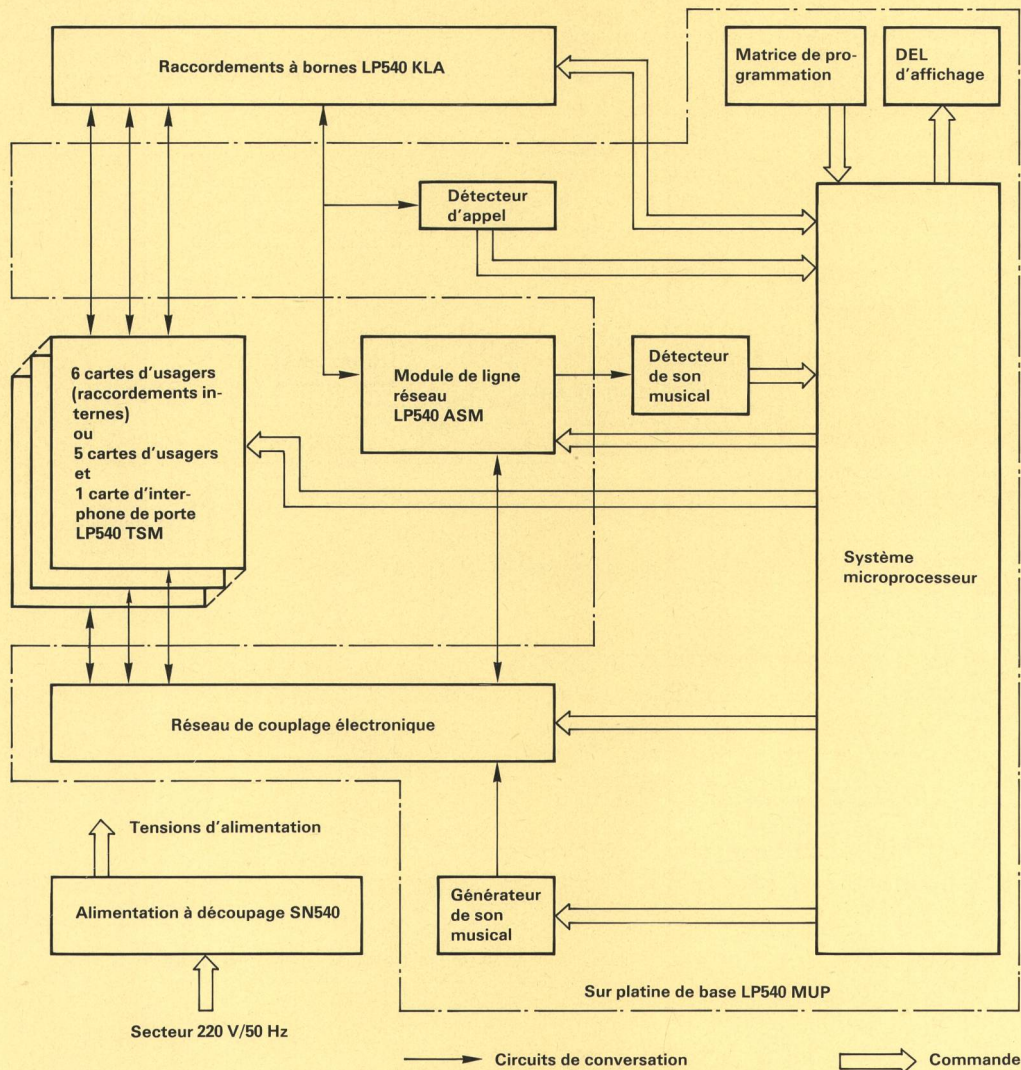 Raccordements à bornes LP540 KLA
Matrice de pro-
grammation
DEL
d'affichage
Détecteur
d'appel
6 cartes d'usagers
(raccordements in-
ternes)
ou
5 cartes d'usagers
et
1 carte d'inter-
phone de porte
LP540 TSM
Module de ligne
réseau
LP540 ASM
Détecteur
de son
musical
Système
microprocesseur
Réseau de couplage électronique
Tensions d'alimentation
Alimentation à découpage SN540
Générateur
de son
musical
Sur platine de base LP540 MUP
Secteur 220 V/50 Hz
Circuits de conversation
Commande